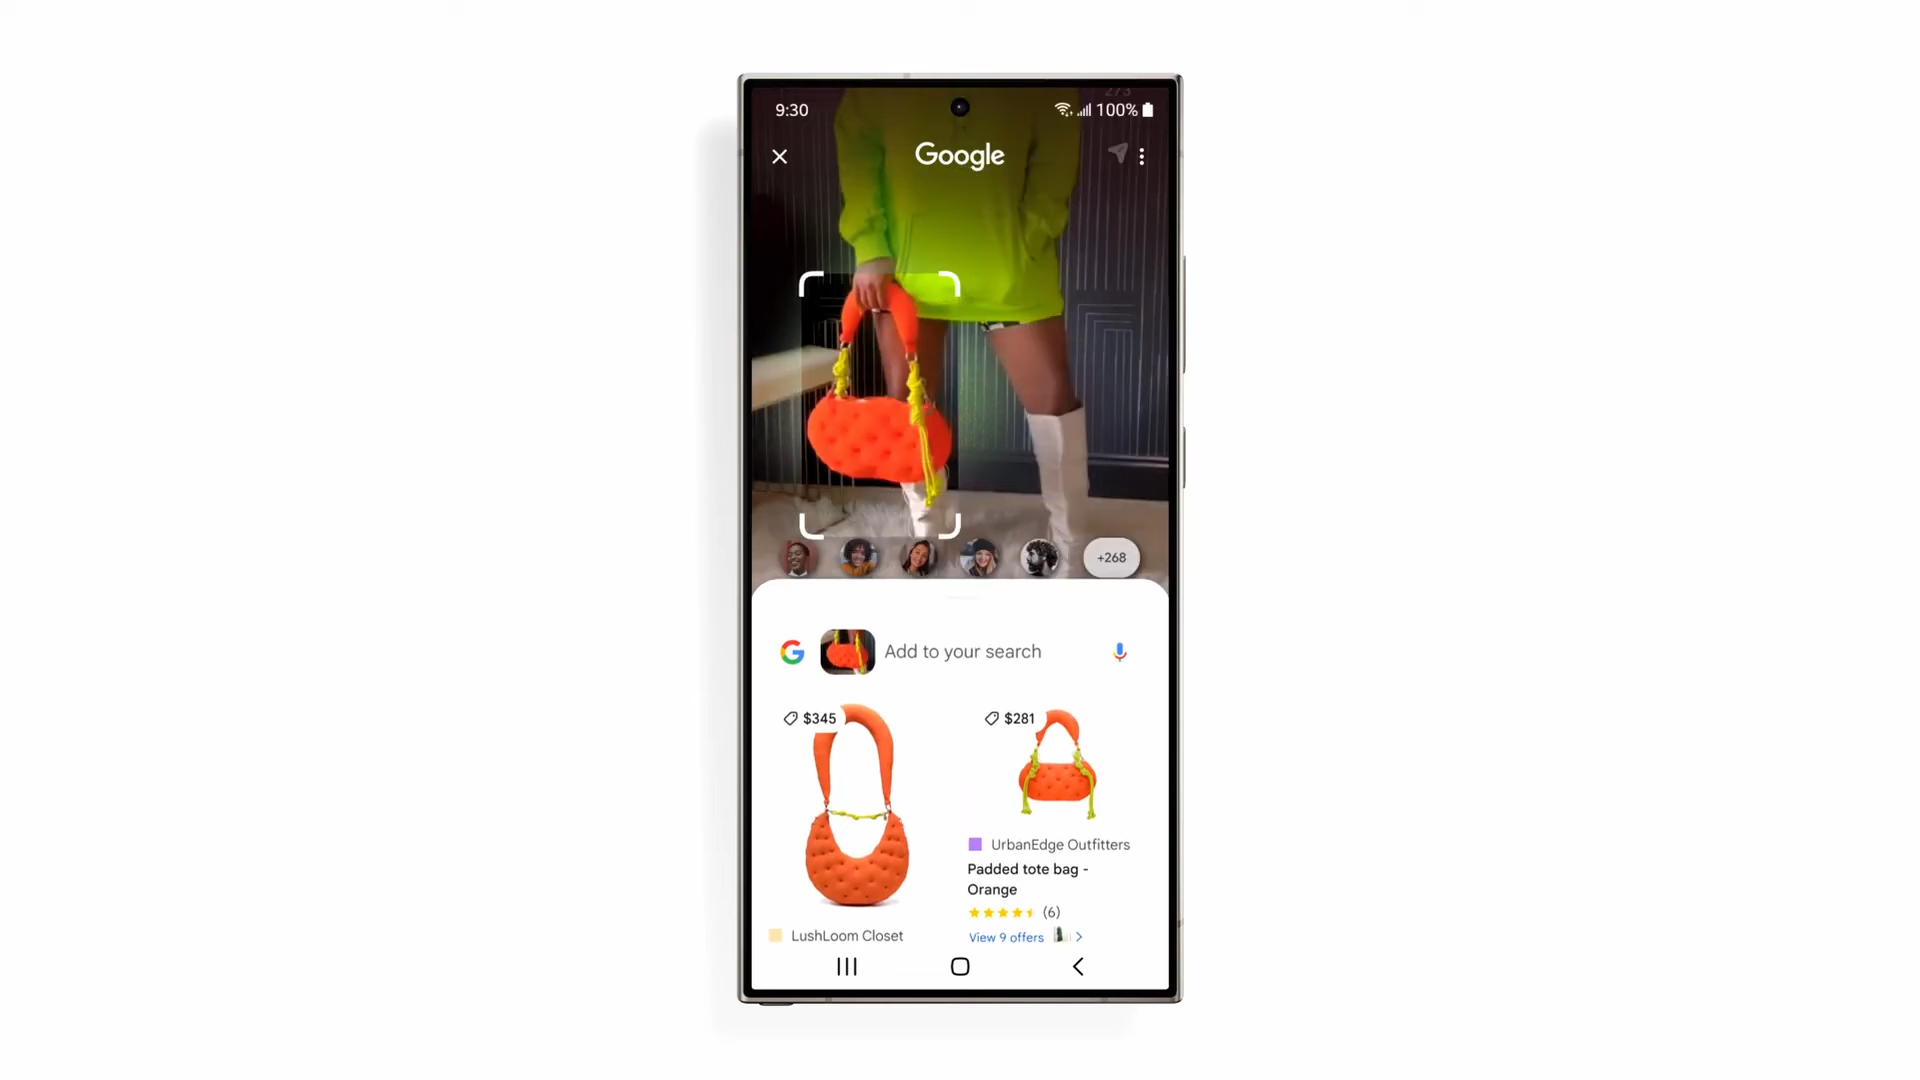 9:30
100%
Google
+268
Add to your search
$345
$281
UrbanEdge Outfitters
Padded tote bag -
Orange
(6)
View 9 offers
LushLoom Closet